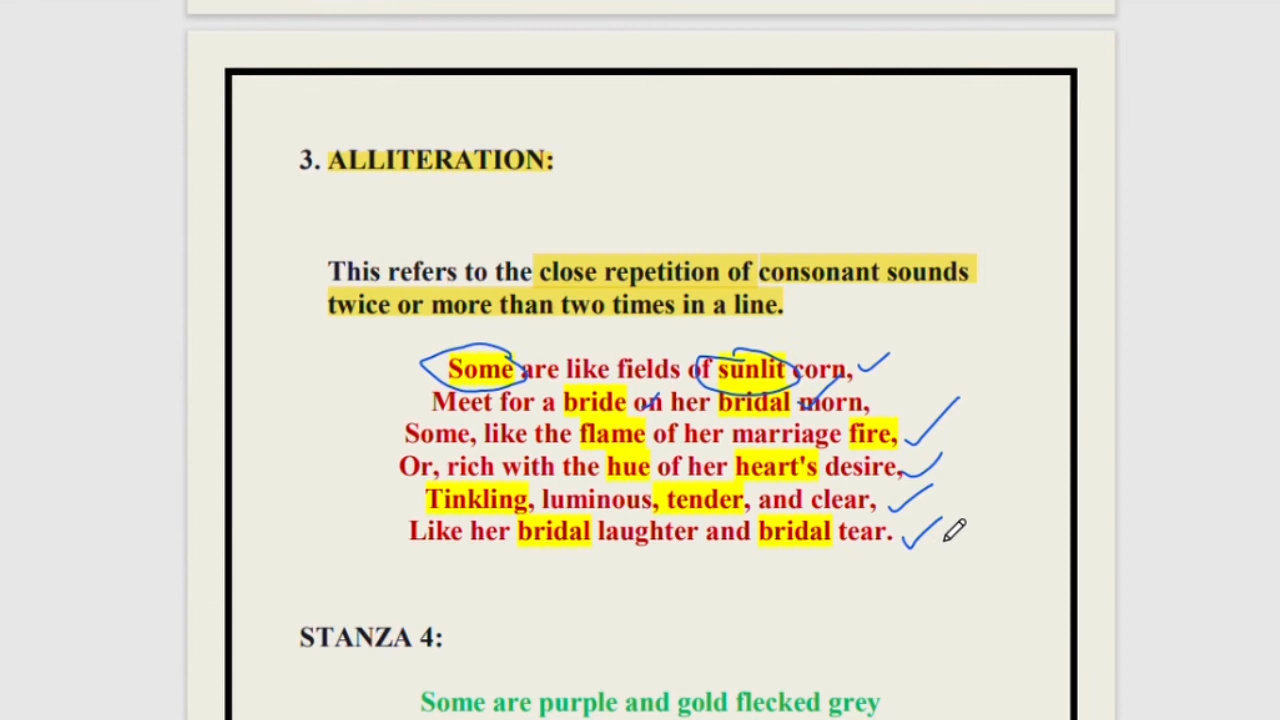 3. ALLITERATION:
This refers to the close repetition of consonant sounds
twice or more than two times in a line.
Some are like fields of sunlit corn,
Meet for a bride on her bridal morn,
Some, like the flame of her marriage fire,
Or, rich with the hue of her heart's desire,
Tinkling, luminous, tender, and clear,
Like her bridal laughter and bridal tear.
STANZA 4:
Some are purple and gold flecked grey